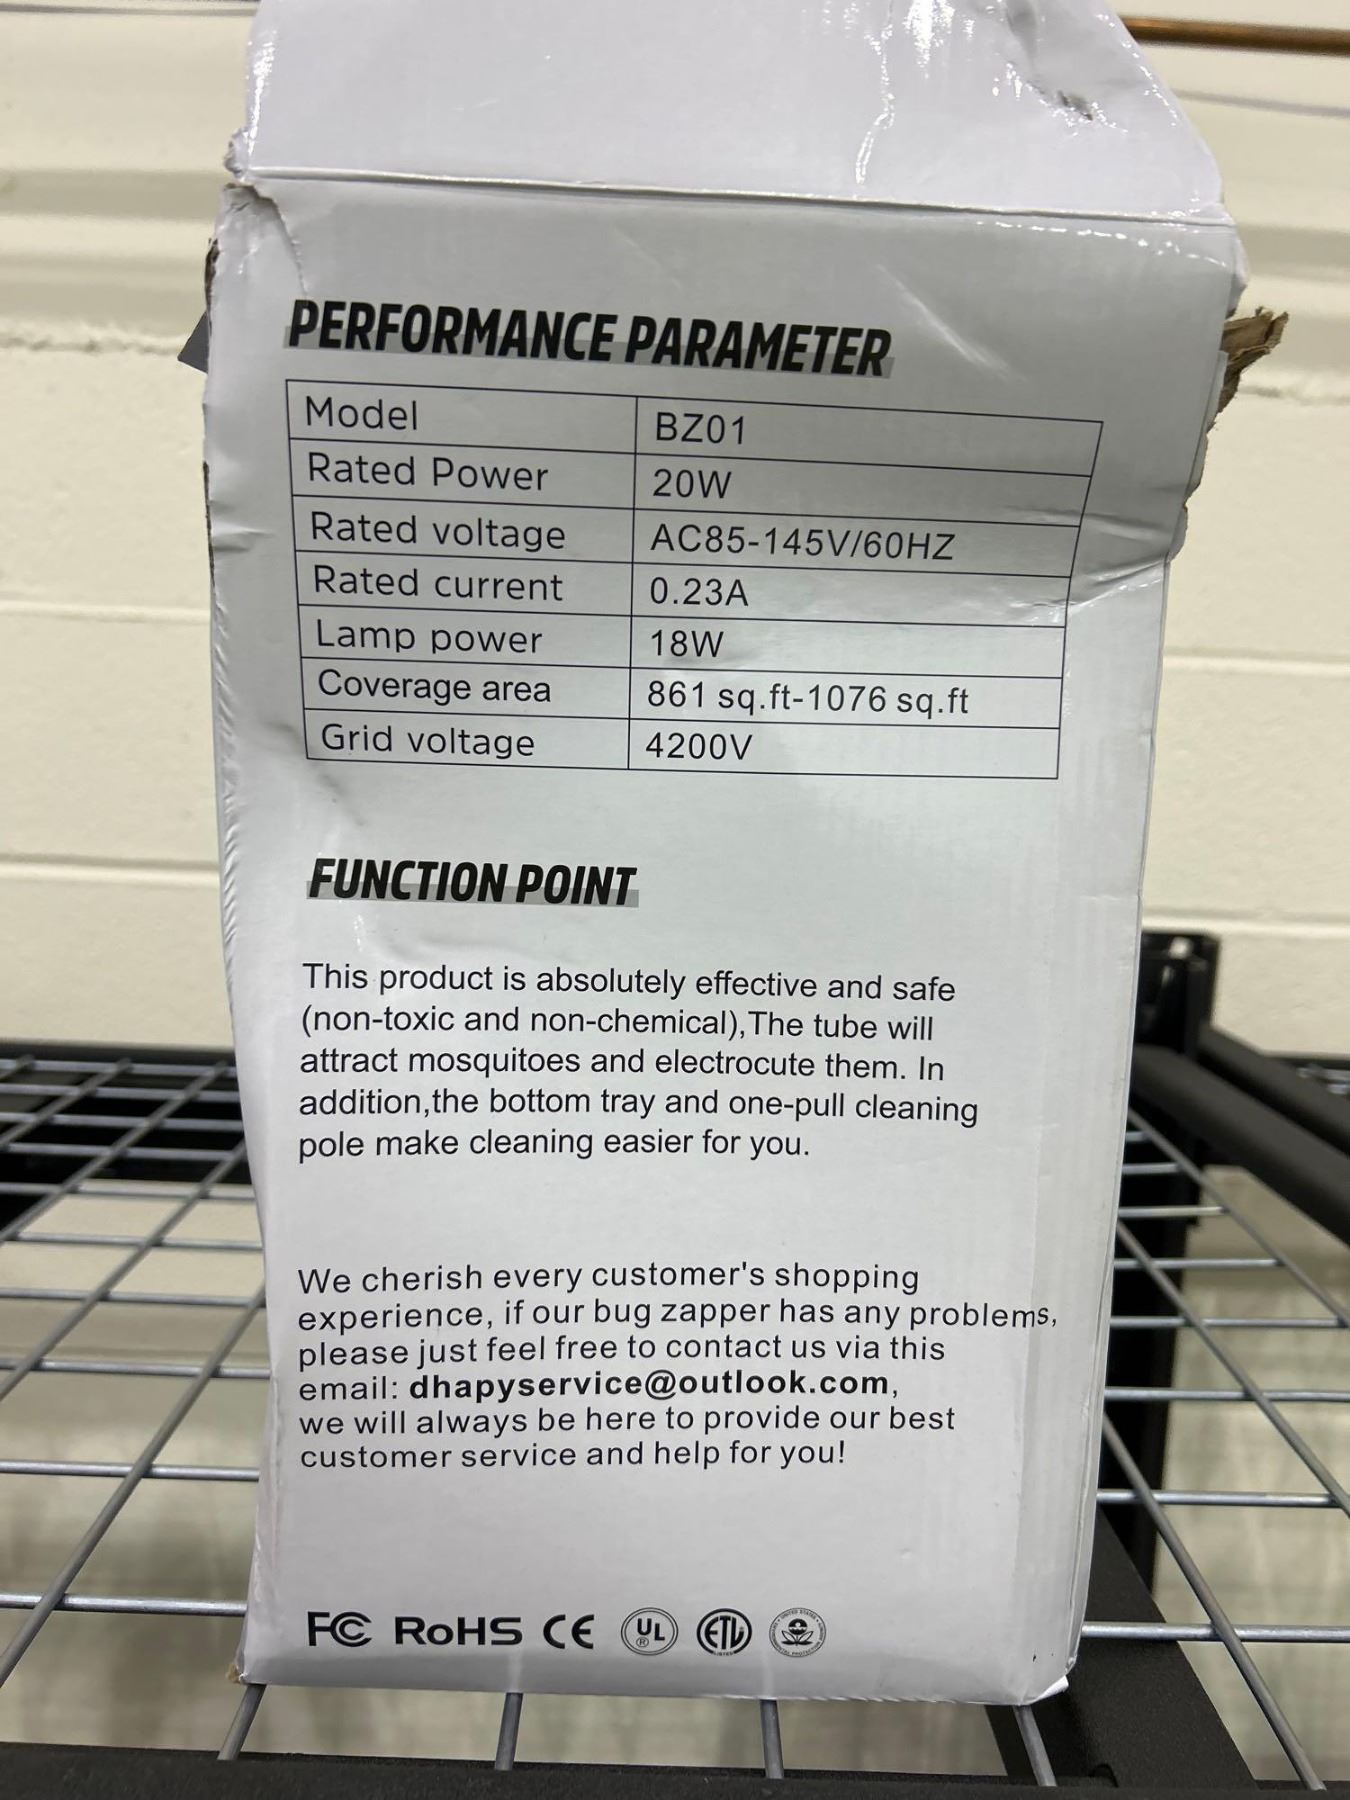 PERFORMANCE PARAMETER
Model BZ01
Rated Power 20W
Rated voltage AC85-145V/60HZ
Rated current 0.23A
Lamp power 18W
Coverage area 861 sq.ft-1076 sq.ft
Grid voltage 4200V
FUNCTION POINT
This product is absolutely effective and safe
(non-toxic and non-chemical),The tube will
attract mosquitoes and electrocute them. In
addition,the bottom tray and one-pull cleaning
pole make cleaning easier for you.
We cherish every customer's shopping
experience, if our bug zapper has any problems,
please just feel free to contact us via this
email: dhapyservice@outlook.com,
we will always be here to provide our best
customer service and help for you!
FC RoHS CE UL ® ETL LISTED